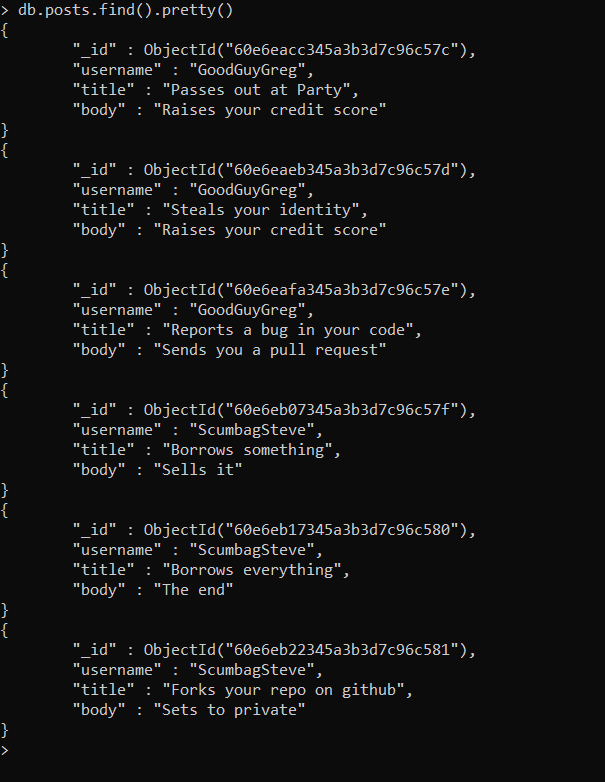 > db.posts.find().pretty()
{
        "_id" : ObjectId("60e6eacc345a3b3d7c96c57c"),
        "username" : "GoodGuyGreg",
        "title" : "Passes out at Party",
        "body" : "Raises your credit score"
}
{
        "_id" : ObjectId("60e6eaeb345a3b3d7c96c57d"),
        "username" : "GoodGuyGreg",
        "title" : "Steals your identity",
        "body" : "Raises your credit score"
}
{
        "_id" : ObjectId("60e6eafa345a3b3d7c96c57e"),
        "username" : "GoodGuyGreg",
        "title" : "Reports a bug in your code",
        "body" : "Sends you a pull request"
}
{
        "_id" : ObjectId("60e6eb07345a3b3d7c96c57f"),
        "username" : "ScumbagSteve",
        "title" : "Borrows something",
        "body" : "Sells it"
}
{
        "_id" : ObjectId("60e6eb17345a3b3d7c96c580"),
        "username" : "ScumbagSteve",
        "title" : "Borrows everything",
        "body" : "The end"
}
{
        "_id" : ObjectId("60e6eb22345a3b3d7c96c581"),
        "username" : "ScumbagSteve",
        "title" : "Forks your repo on github",
        "body" : "Sets to private"
}
>